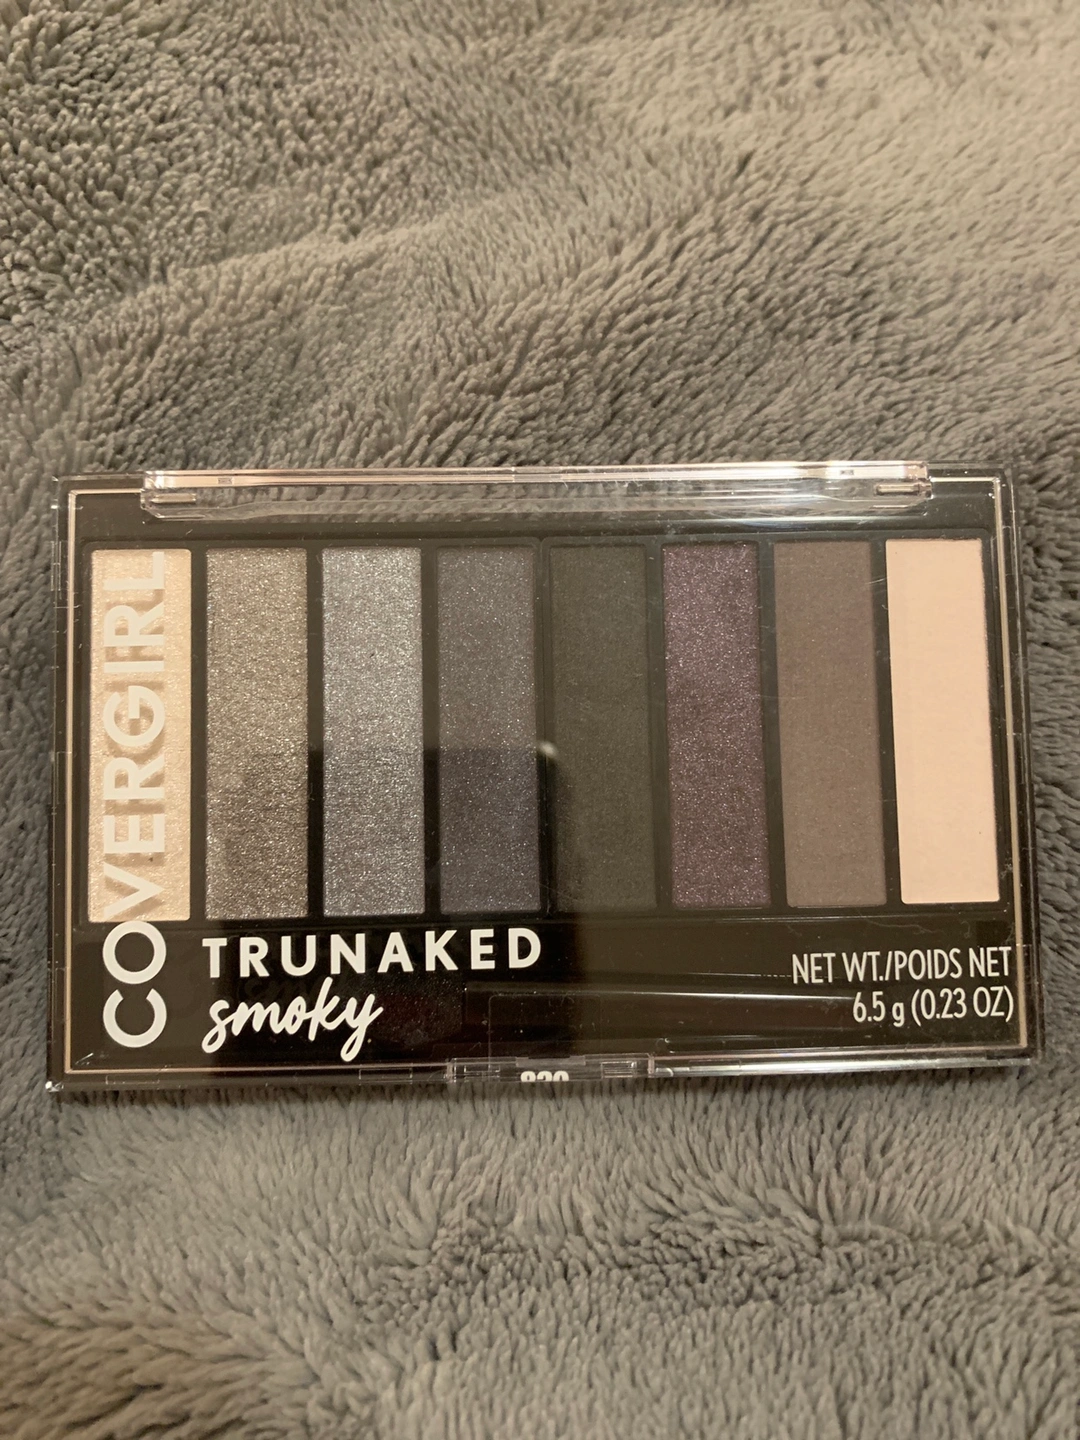 COVERGIRL
TRUNAKED
smoky
NET WT./POIDS NET
6.5 g (0.23 OZ)